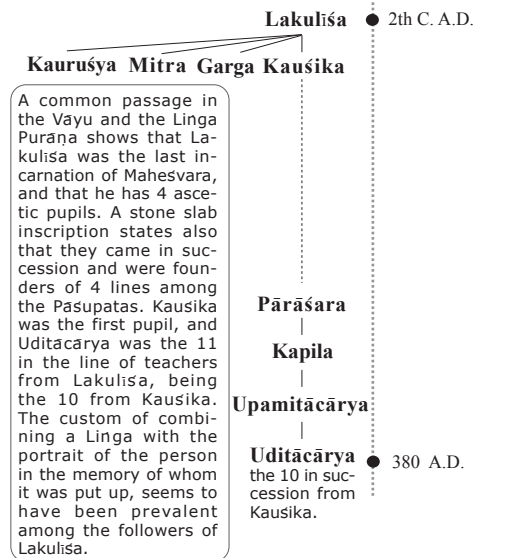 Lakulīśa 2th C. A.D.
Kauruśya Mitra Garga Kauśika
A common passage in
the Vāyu and the Linga
Purāṇa shows that La-
kulīśa was the last in-
carnation of Maheśvara,
and that he has 4 asce-
tic pupils. A stone slab
inscription states also
that they came in suc-
cession and were foun-
ders of 4 lines among
the Pāśupatas. Kauśika
was the first pupil, and
Uditācārya was the 11
in the line of teachers
from Lakulīśa, being
the 10 from Kauśika.
The custom of combi-
ning a Linga with the
portrait of the person
in the memory of whom
it was put up, seems to
have been prevalent
among the followers of
Lakulīśa.
Pārāśara
Kapila
Upamitācārya
Uditācārya 380 A.D.
the 10 in suc-
cession from
Kauśika.